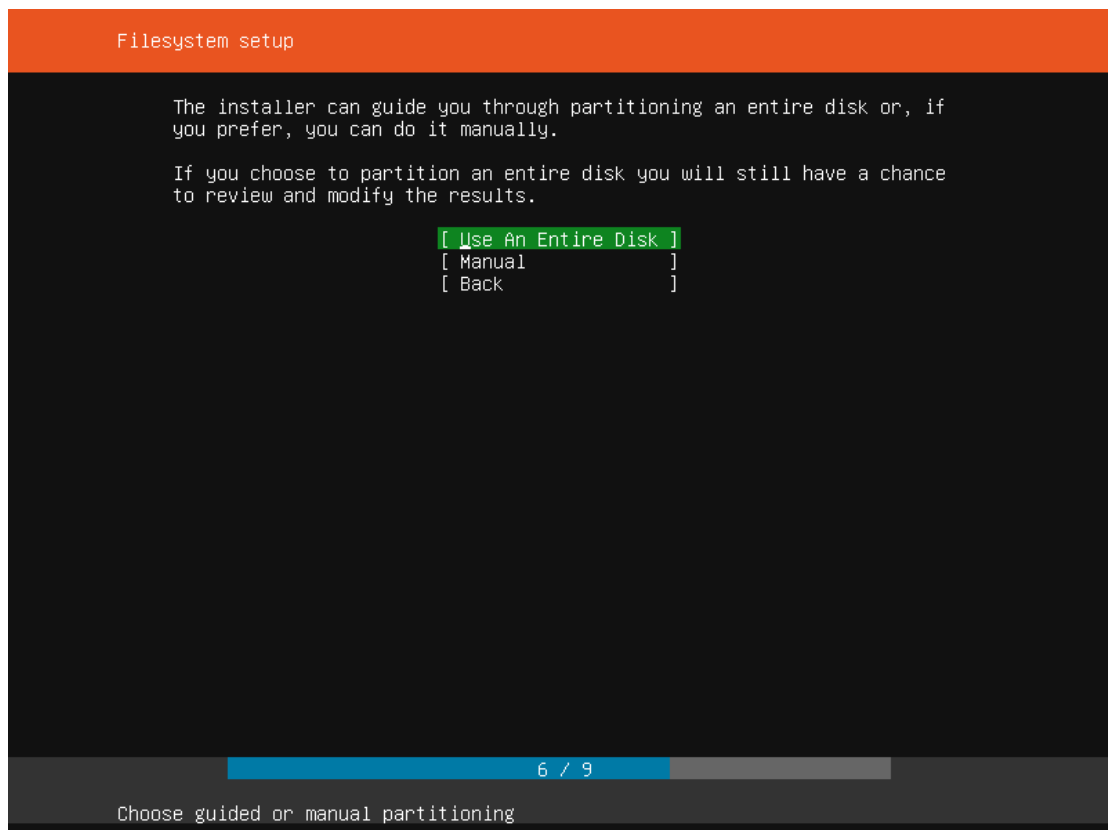 Filesystem setup
The installer can guide you through partitioning an entire disk or, if
you prefer, you can do it manually.
If you choose to partition an entire disk you will still have a chance
to review and modify the results.
[ Use An Entire Disk ]
[ Manual             ]
[ Back               ]
6 / 9
Choose guided or manual partitioning